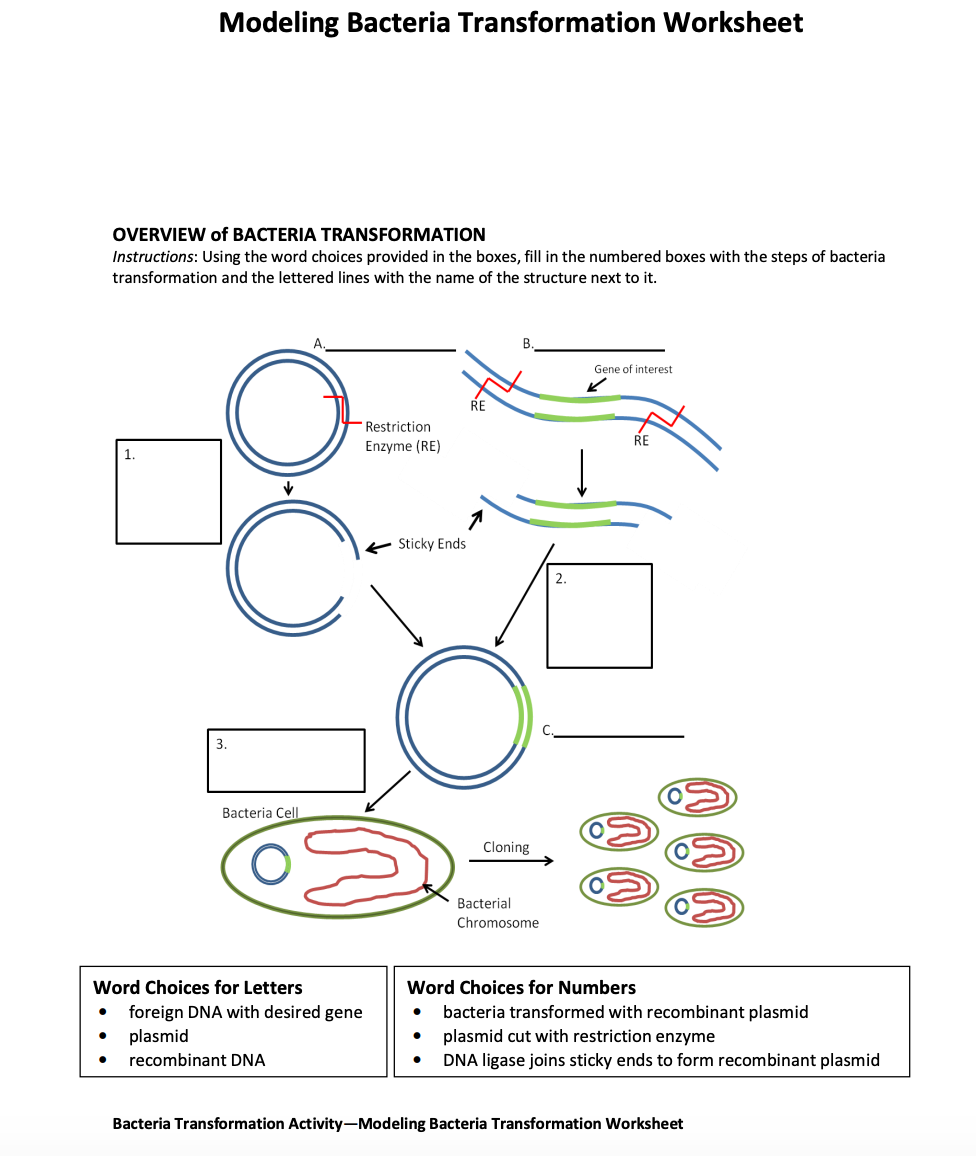 Modeling Bacteria Transformation Worksheet
OVERVIEW of BACTERIA TRANSFORMATION
Instructions: Using the word choices provided in the boxes, fill in the numbered boxes with the steps of bacteria
transformation and the lettered lines with the name of the structure next to it.
A.
B.
Gene of interest
RE
Restriction
Enzyme (RE)
RE
1.
Sticky Ends
2.
C.
3.
Bacteria Cell
Cloning
Bacterial
Chromosome
Word Choices for Letters
• foreign DNA with desired gene
• plasmid
• recombinant DNA
Word Choices for Numbers
• bacteria transformed with recombinant plasmid
• plasmid cut with restriction enzyme
• DNA ligase joins sticky ends to form recombinant plasmid
Bacteria Transformation Activity—Modeling Bacteria Transformation Worksheet